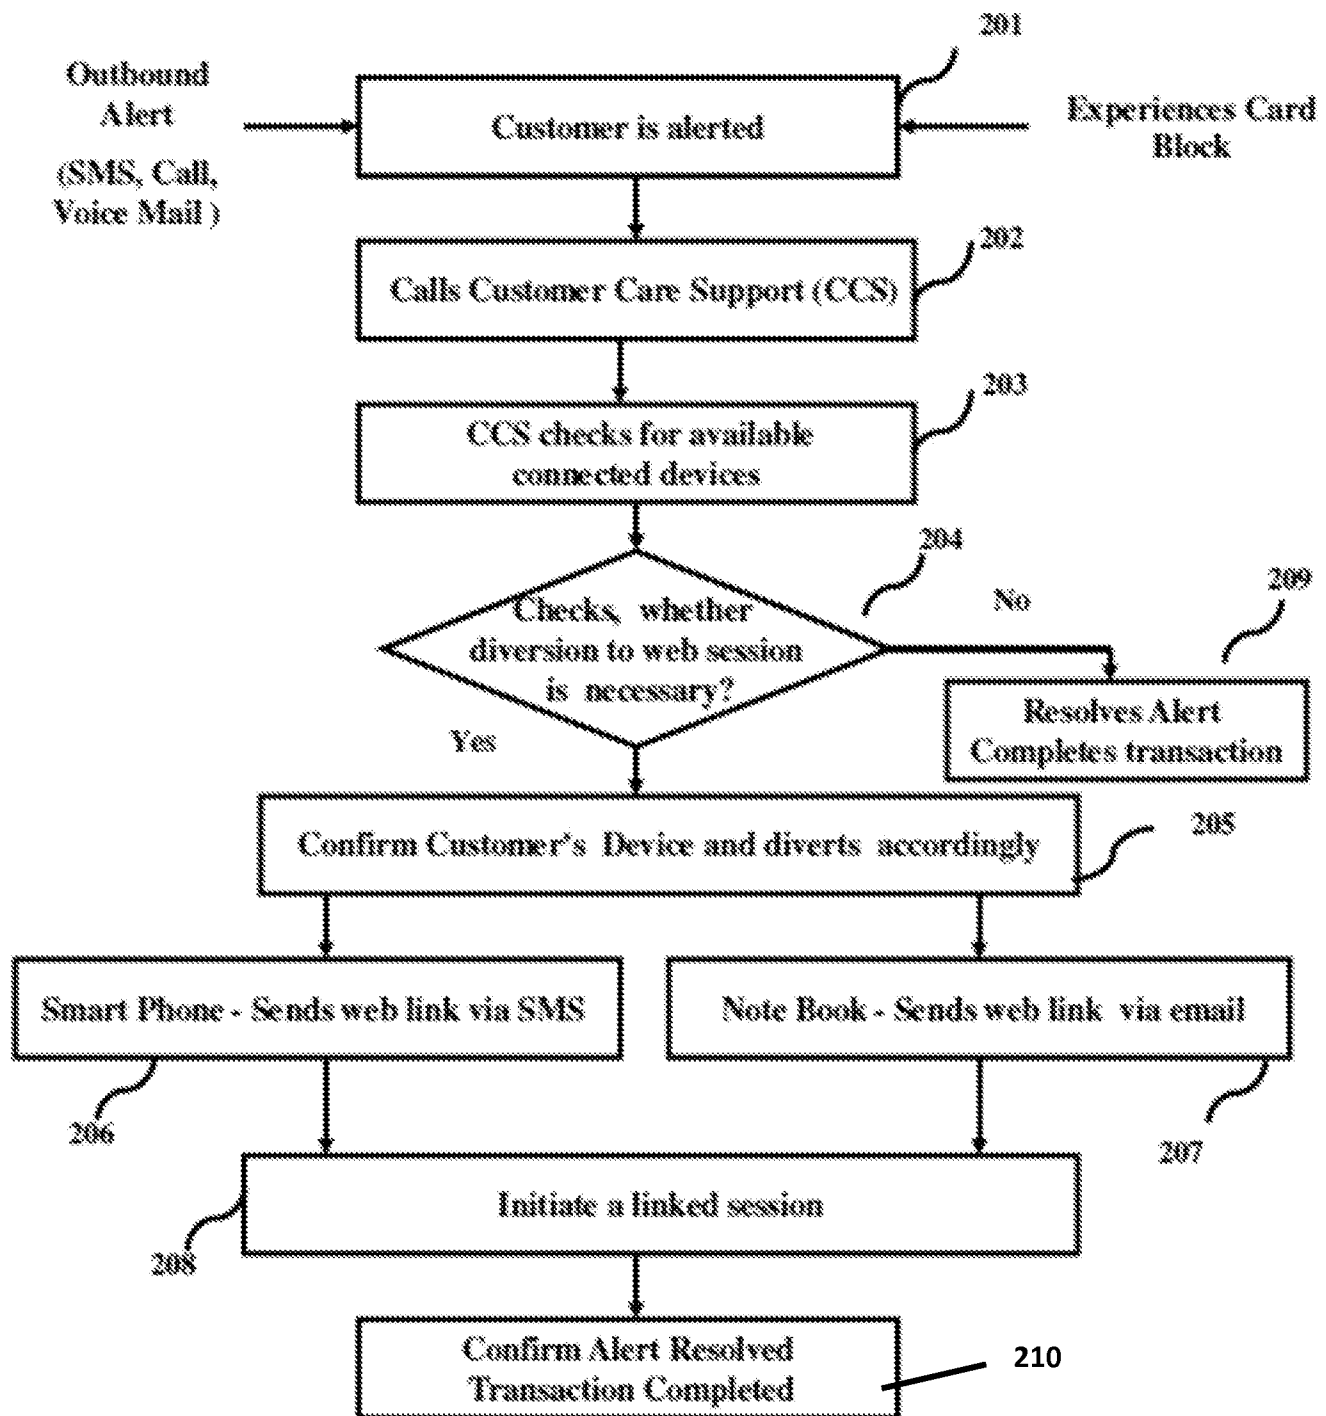 201
Outbound
Alert
(SMS, Call,
Voice Mail )
Customer is alerted
Experiences Card
Block
202
Calls Customer Care Support (CCS)
203
CCS checks for available
connected devices
204
Checks, whether
diversion to web session
is necessary?
No
209
Yes
Resolves Alert
Completes transaction
205
Confirm Customer's Device and diverts accordingly
Smart Phone - Sends web link via SMS
Note Book - Sends web link via email
206
207
Initiate a linked session
208
Confirm Alert Resolved
Transaction Completed
210